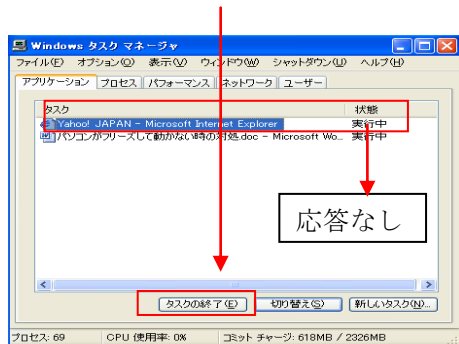 Windows タスク マネージャ
ファイル(F) オプション(O) 表示(V) ウィンドウ(W) シャットダウン(U) ヘルプ(H)
アプリケーション プロセス パフォーマンス ネットワーク ユーザー
タスク 状態
Yahoo! JAPAN - Microsoft Internet Explorer 実行中
パソコンがフリーズして動かない時の対処.doc - Microsoft Wo... 実行中
応答なし
タスクの終了(E) 切り替え(S) 新しいタスク(N)...
プロセス: 69 CPU 使用率: 0% コミット チャージ: 618MB / 2326MB